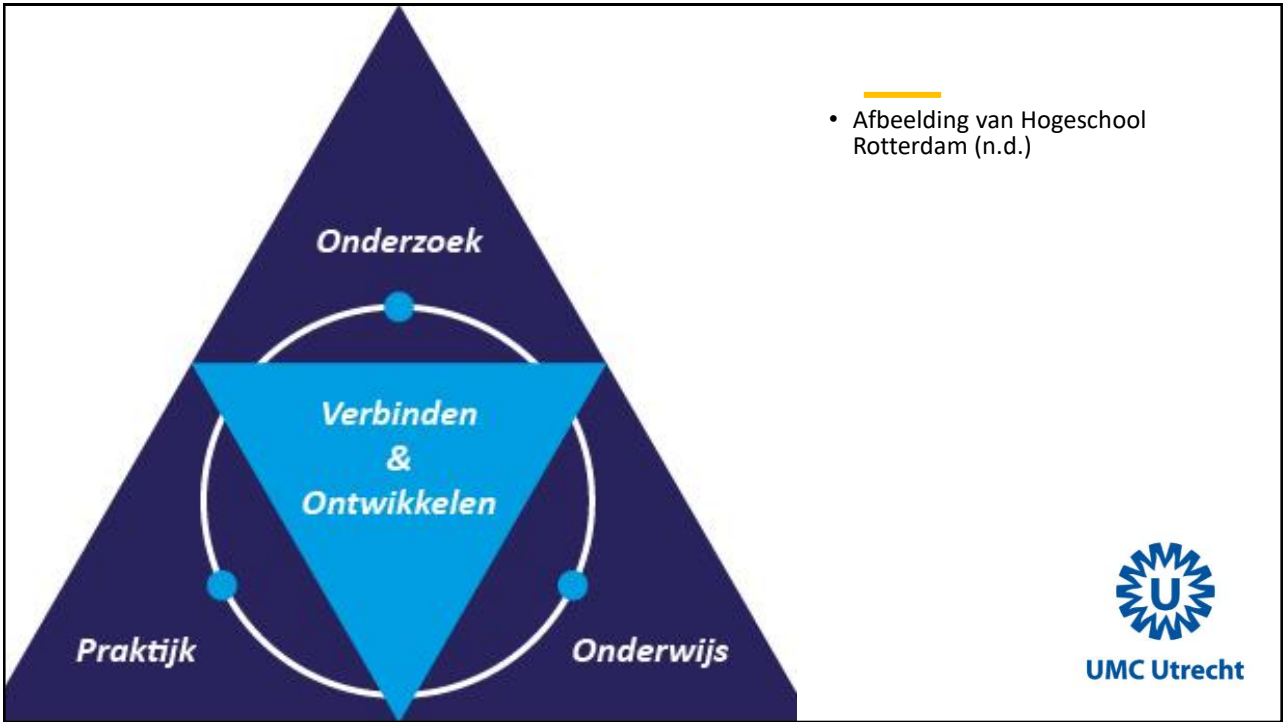 Onderzoek
Verbinden
&
Ontwikkelen
Praktijk
Onderwijs
• Afbeelding van Hogeschool
Rotterdam (n.d.)
U
UMC Utrecht